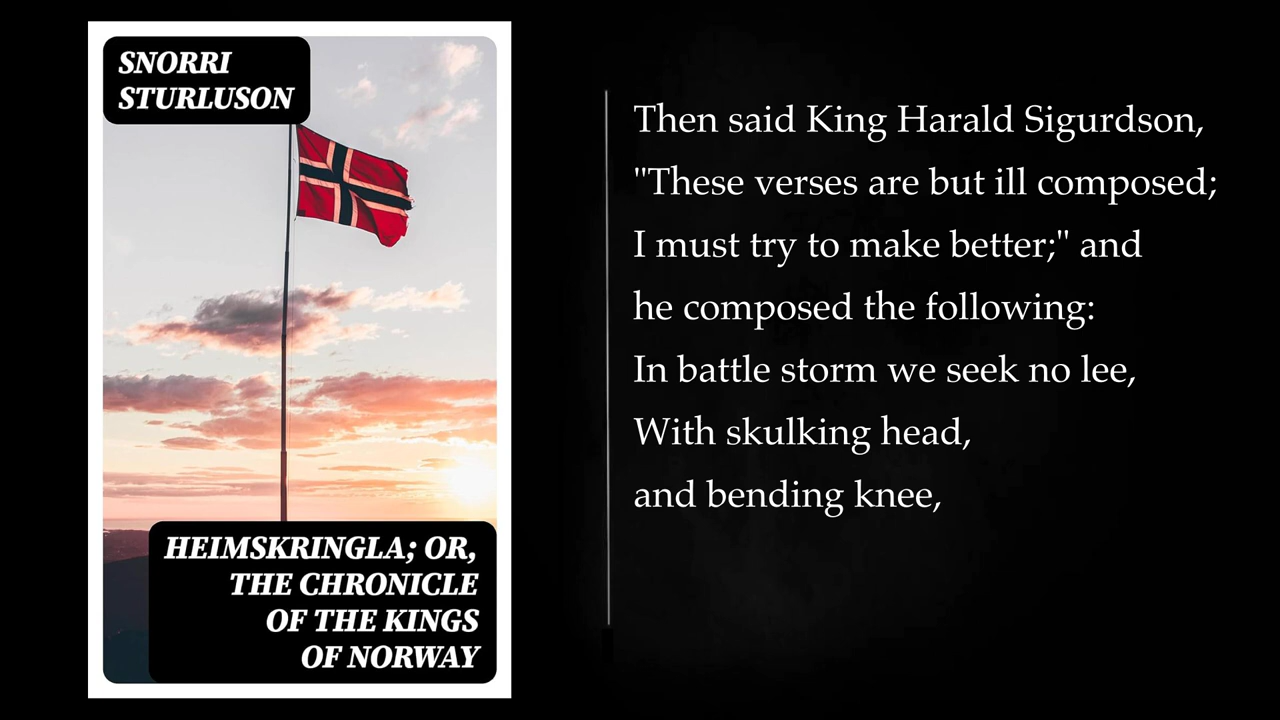 SNORRI
STURLUSON
HEIMSKRINGLA; OR,
THE CHRONICLE
OF THE KINGS
OF NORWAY
Then said King Harald Sigurdson,
"These verses are but ill composed;
I must try to make better;" and
he composed the following:
In battle storm we seek no lee,
With skulking head,
and bending knee,